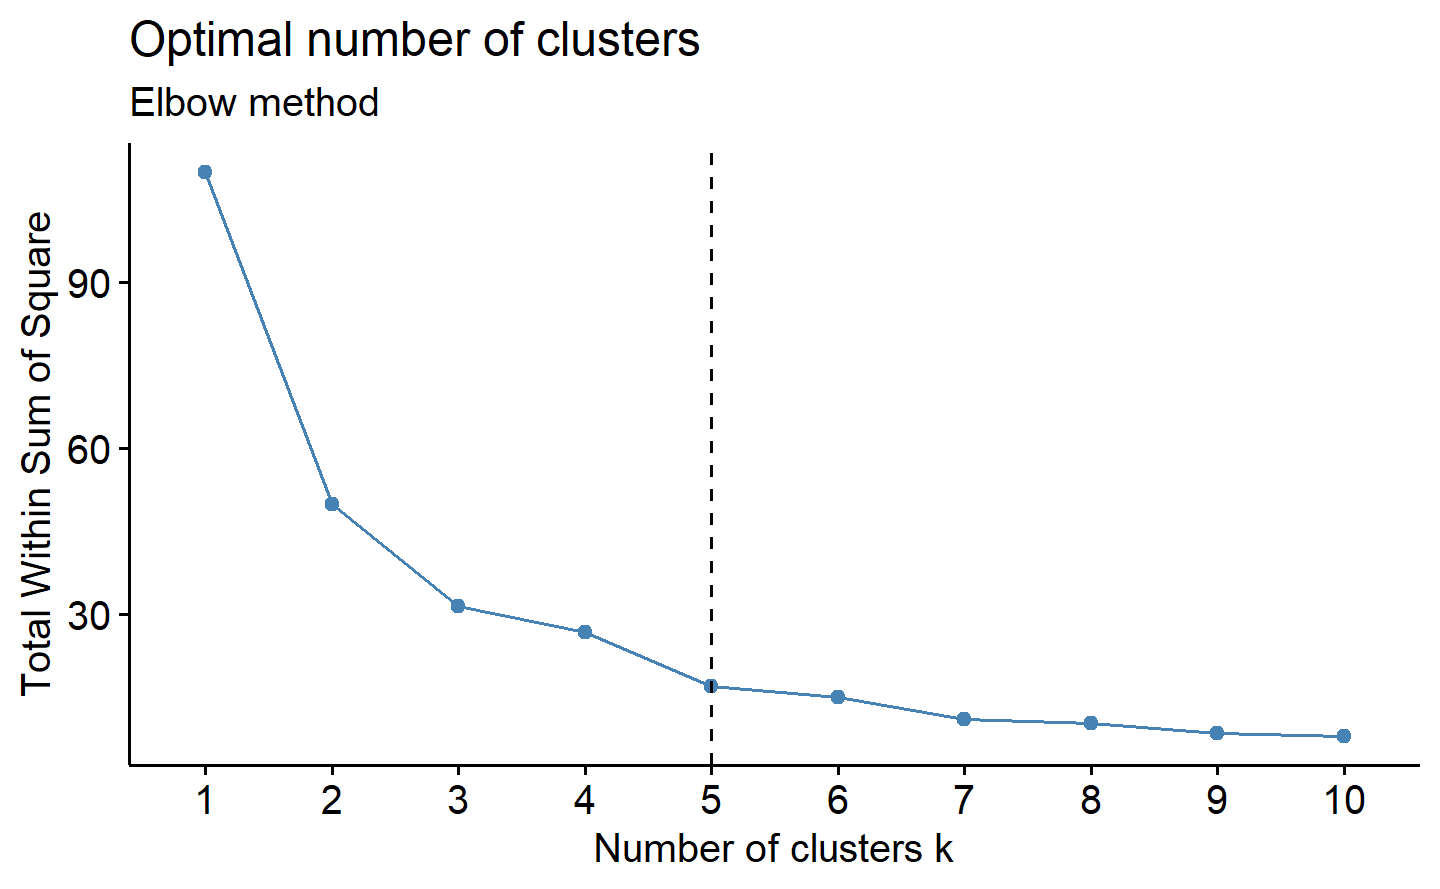 Optimal number of clusters
Elbow method
Total Within Sum of Square
90
60
30
1 2 3 4 5 6 7 8 9 10
Number of clusters k